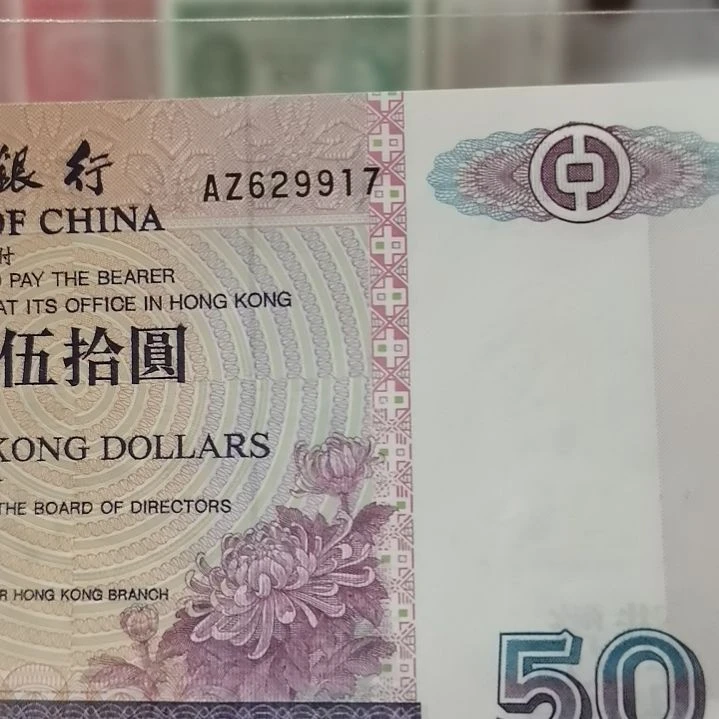 銀行
AZ629917
OF CHINA
付
PAY THE BEARER
AT ITS OFFICE IN HONG KONG
伍拾圓
KONG DOLLARS
THE BOARD OF DIRECTORS
R HONG KONG BRANCH
50